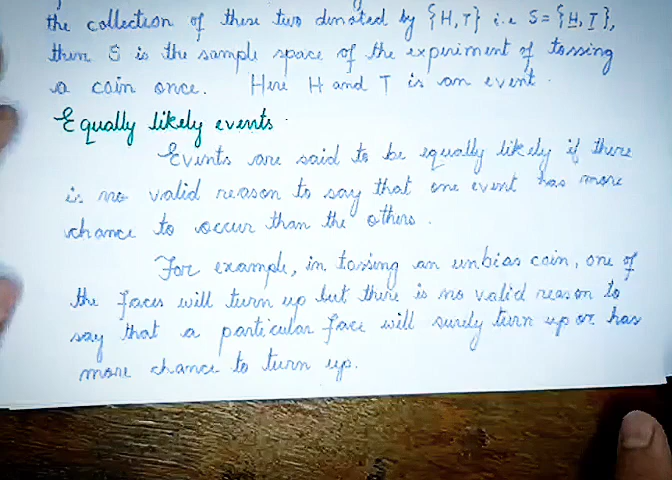 the collection of these two denoted by {H, T} i.e S = {H, T},
then S is the sample space of the experiment of tossing
a coin once. Here H and T is an event.
Equally likely events.
Events are said to be equally likely if there
is no valid reason to say that one event has more
chance to occur than the others.
For example, in tossing an unbias coin, one of
the faces will turn up but there is no valid reason to
say that a particular face will surely turn up or has
more chance to turn up.